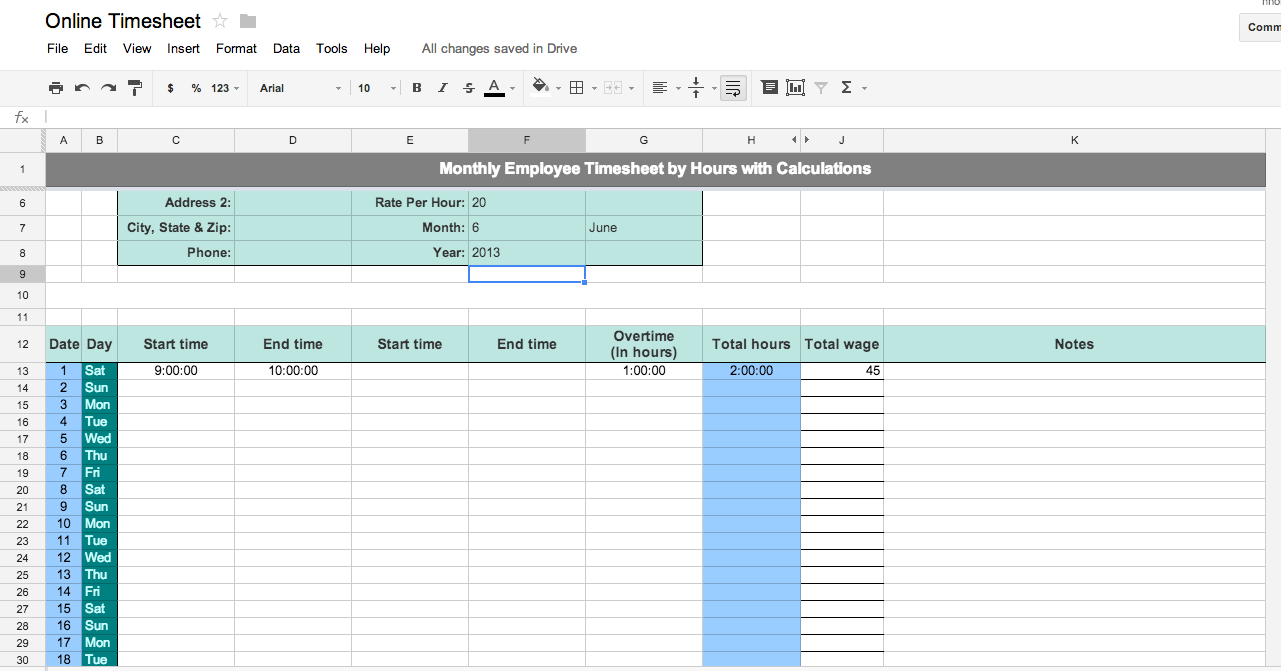 Online Timesheet
Comm
File Edit View Insert Format Data Tools Help All changes saved in Drive
$ % 123 Arial 10 B I S A Σ
fx
A B C D E F G H J K
1 Monthly Employee Timesheet by Hours with Calculations
6 Address 2: Rate Per Hour: 20
7 City, State & Zip: Month: 6 June
8 Phone: Year: 2013
9
10
11
12 Date Day Start time End time Start time End time Overtime (In hours) Total hours Total wage Notes
13 1 Sat 9:00:00 10:00:00 1:00:00 2:00:00 45
14 2 Sun
15 3 Mon
16 4 Tue
17 5 Wed
18 6 Thu
19 7 Fri
20 8 Sat
21 9 Sun
22 10 Mon
23 11 Tue
24 12 Wed
25 13 Thu
26 14 Fri
27 15 Sat
28 16 Sun
29 17 Mon
30 18 Tue